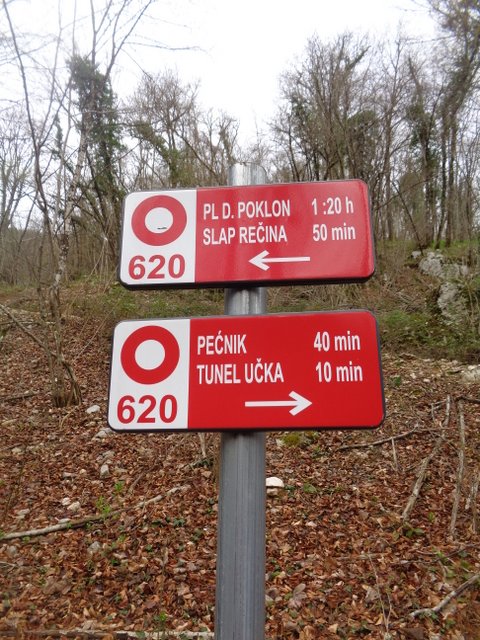 PL D. POKLON 1 :20 h
SLAP REČINA 50 min
620
PEĆNIK 40 min
TUNEL UČKA 10 min
620